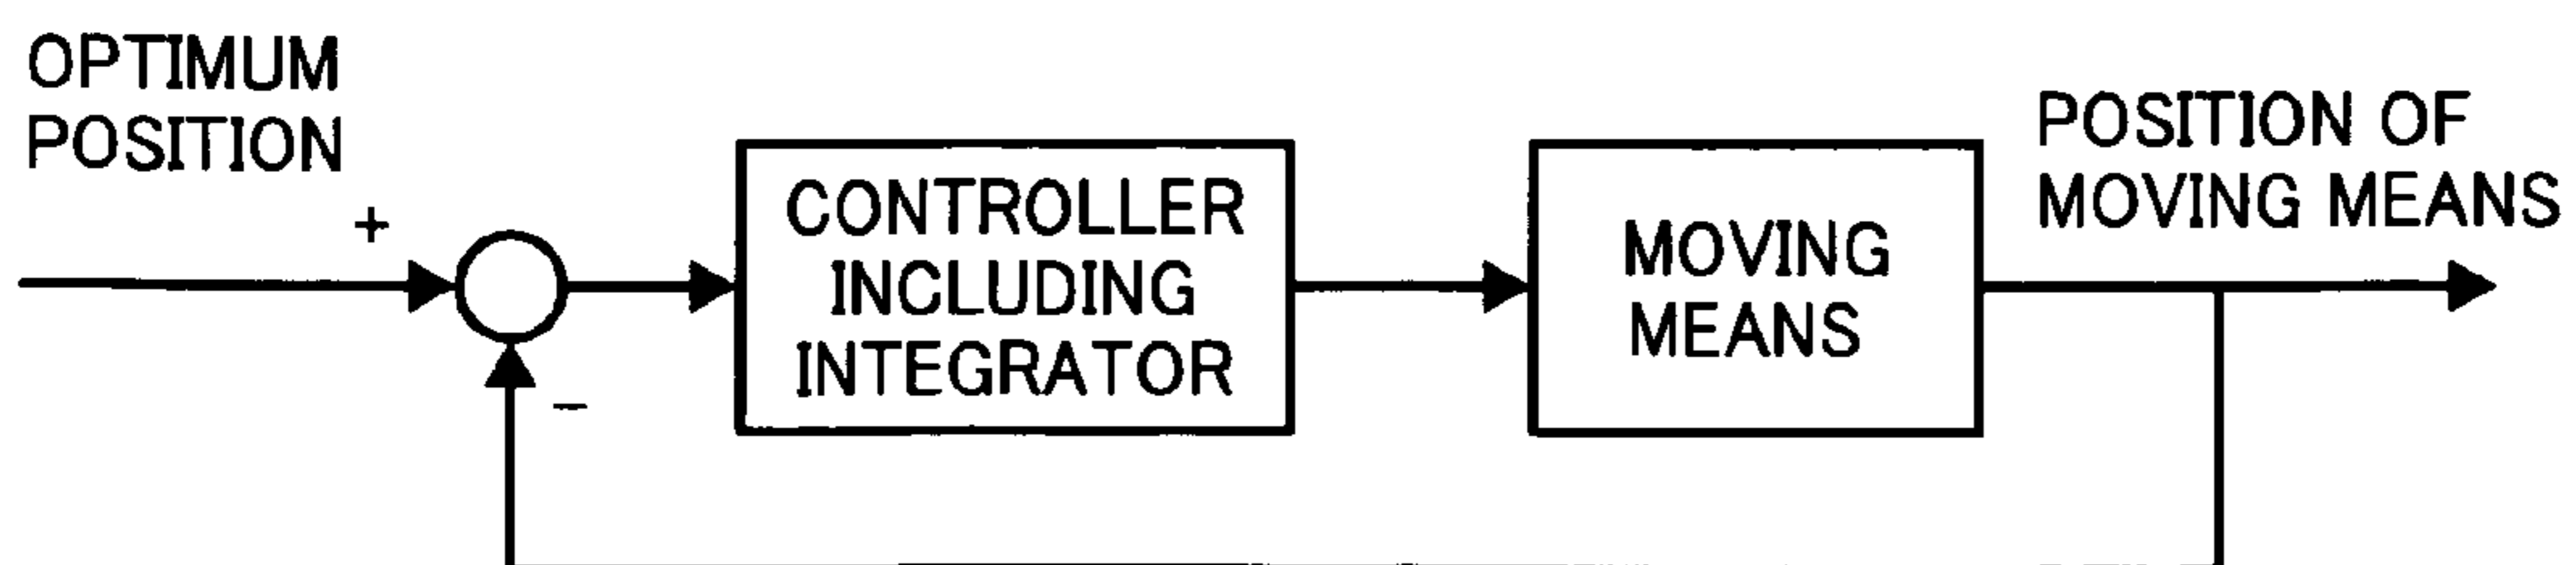 OPTIMUM
POSITION
+
−
CONTROLLER
INCLUDING
INTEGRATOR
MOVING
MEANS
POSITION OF
MOVING MEANS